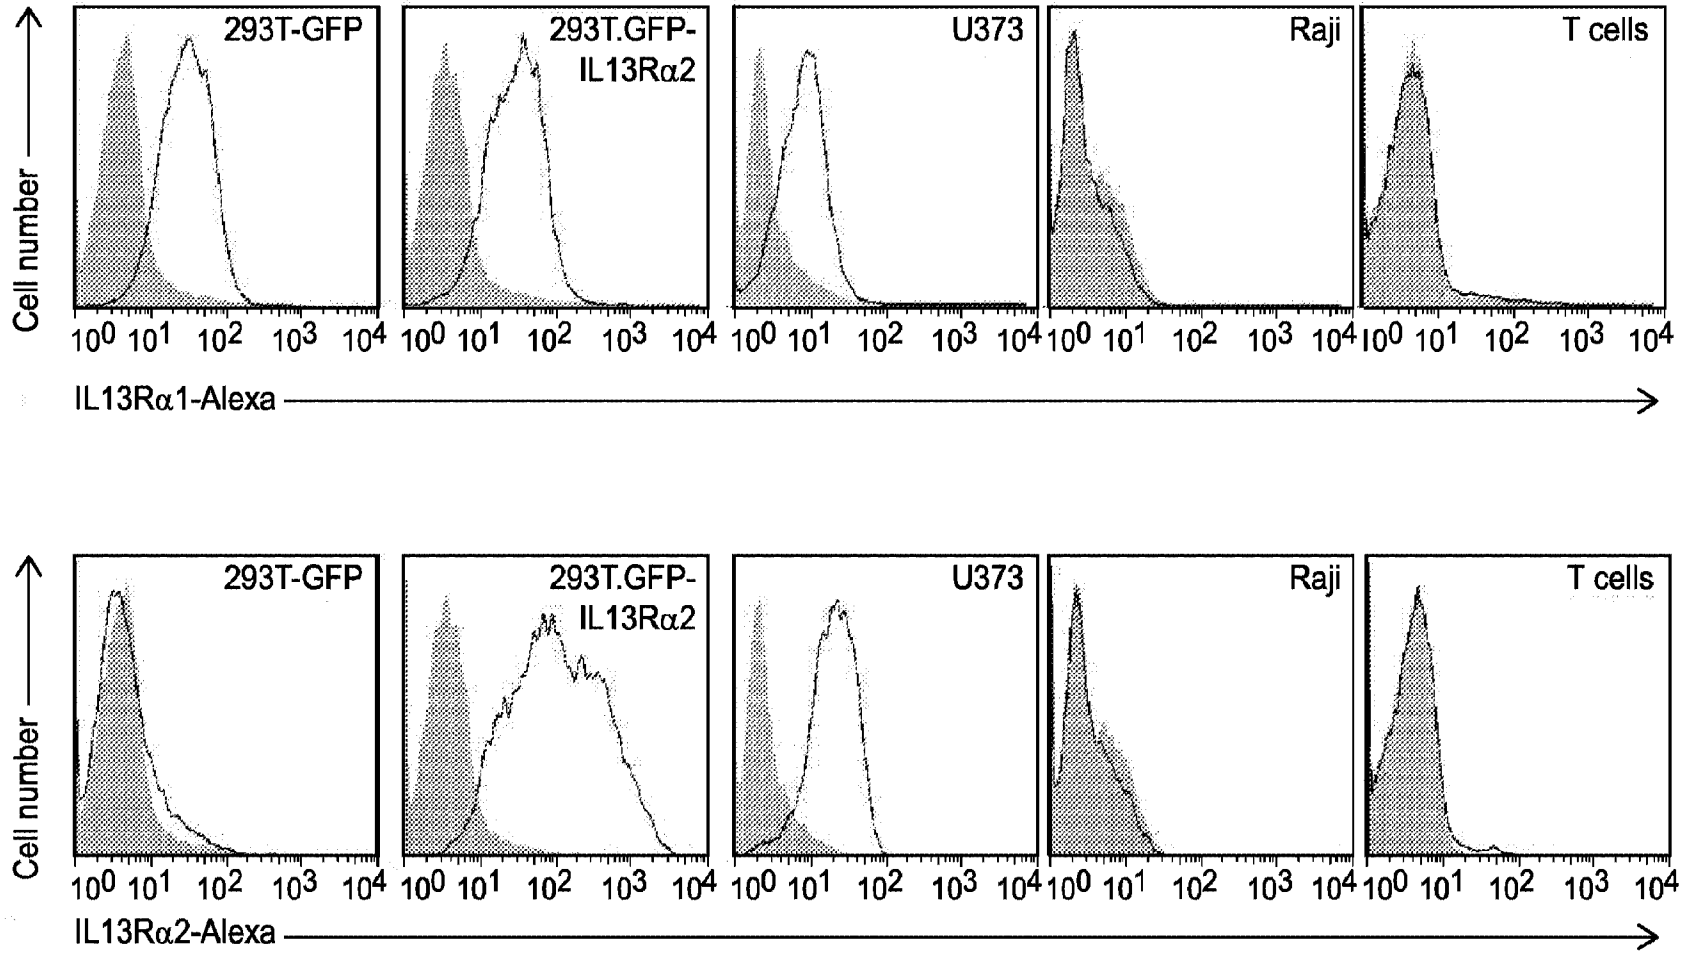 Cell number
293T-GFP
293T.GFP-
IL13Rα2
U373
Raji
T cells
10⁰ 10¹ 10² 10³ 10⁴ 10⁰ 10¹ 10² 10³ 10⁴ 10⁰ 10¹ 10² 10³ 10⁴ 10⁰ 10¹ 10² 10³ 10⁴ 10⁰ 10¹ 10² 10³ 10⁴
IL13Rα1-Alexa
Cell number
293T-GFP
293T.GFP-
IL13Rα2
U373
Raji
T cells
10⁰ 10¹ 10² 10³ 10⁴ 10⁰ 10¹ 10² 10³ 10⁴ 10⁰ 10¹ 10² 10³ 10⁴ 10⁰ 10¹ 10² 10³ 10⁴ 10⁰ 10¹ 10² 10³ 10⁴
IL13Rα2-Alexa